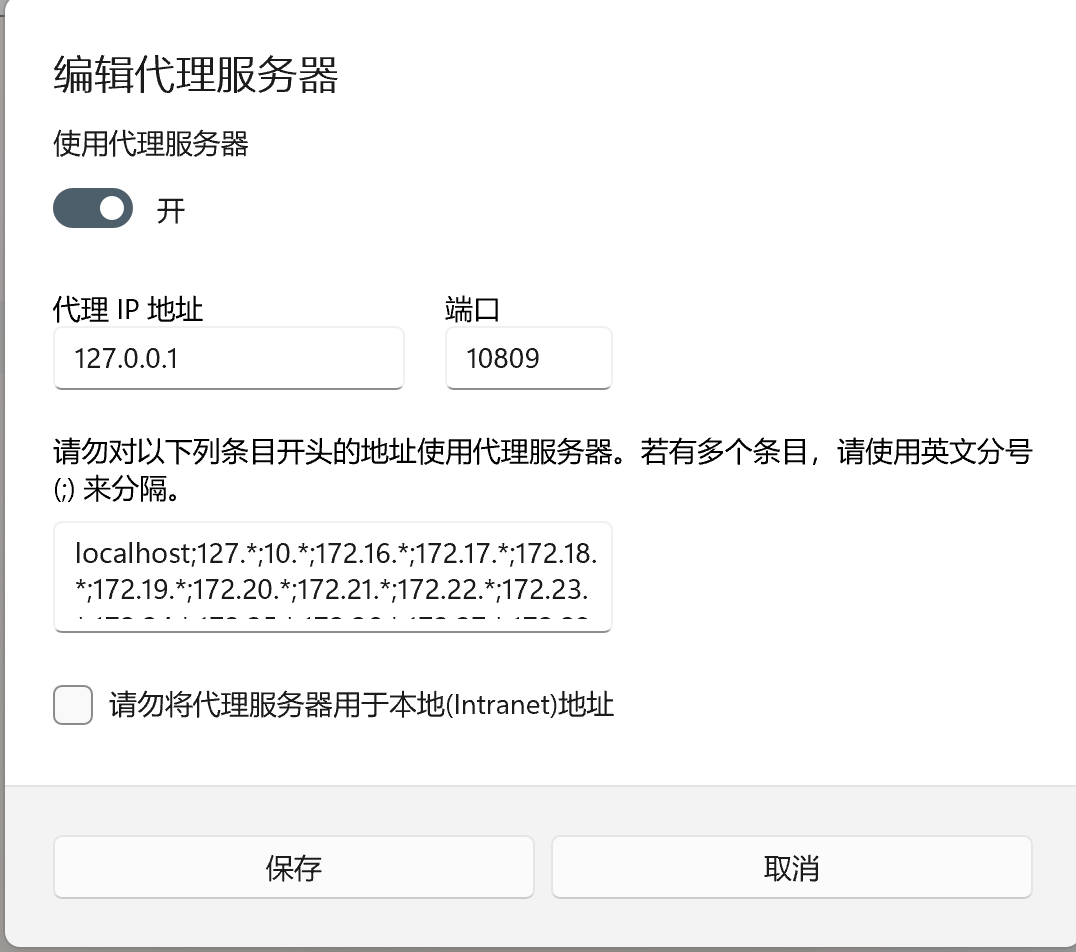 编辑代理服务器
使用代理服务器
开
代理 IP 地址
端口
127.0.0.1
10809
请勿对以下列条目开头的地址使用代理服务器。若有多个条目，请使用英文分号
(;) 来分隔。
localhost;127.*;10.*;172.16.*;172.17.*;172.18.
*;172.19.*;172.20.*;172.21.*;172.22.*;172.23.
请勿将代理服务器用于本地(Intranet)地址
保存
取消